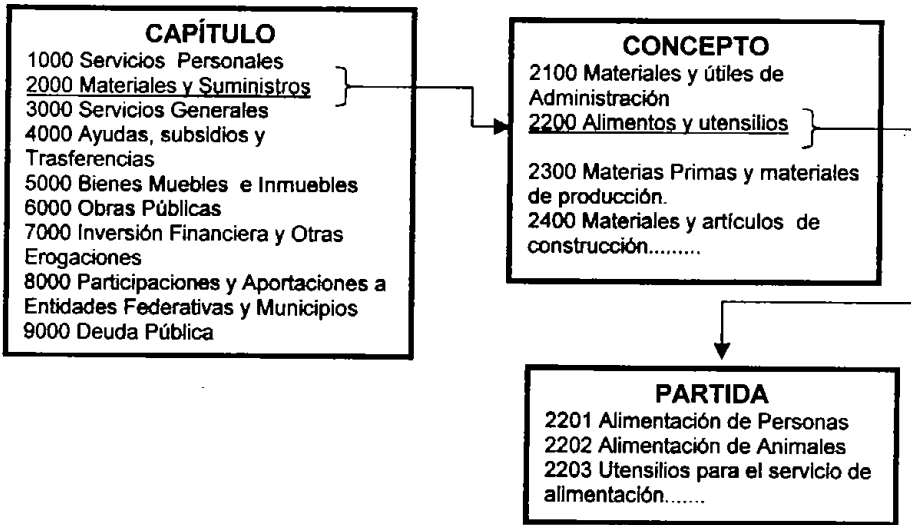 CAPÍTULO
1000 Servicios Personales
2000 Materiales y Suministros
3000 Servicios Generales
4000 Ayudas, subsidios y
Trasferencias
5000 Bienes Muebles e Inmuebles
6000 Obras Públicas
7000 Inversión Financiera y Otras
Erogaciones
8000 Participaciones y Aportaciones a
Entidades Federativas y Municipios
9000 Deuda Pública
CONCEPTO
2100 Materiales y útiles de
Administración
2200 Alimentos y utensilios
2300 Materias Primas y materiales
de producción.
2400 Materiales y artículos de
construcción.........
PARTIDA
2201 Alimentación de Personas
2202 Alimentación de Animales
2203 Utensilios para el servicio de
alimentación.......